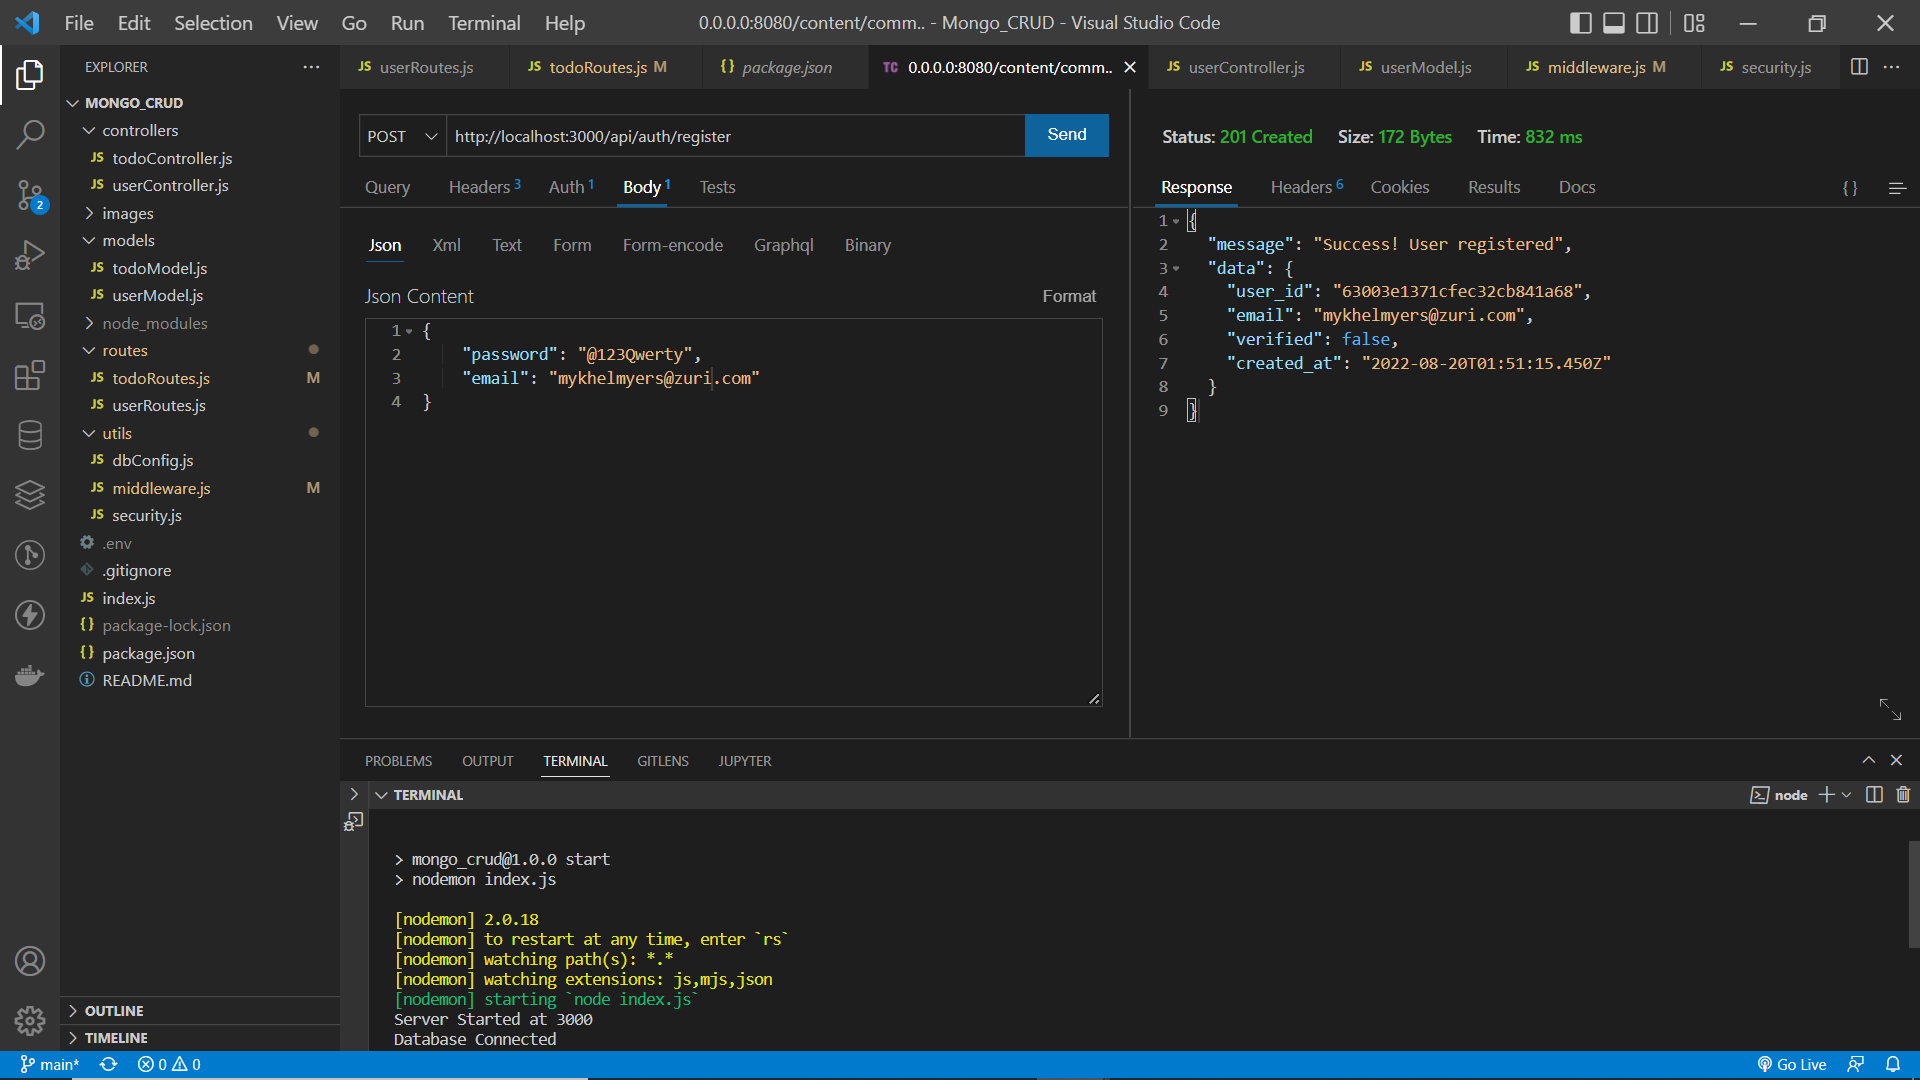 File Edit Selection View Go Run Terminal Help
0.0.0.0:8080/content/comm.. - Mongo_CRUD - Visual Studio Code
EXPLORER
MONGO_CRUD
controllers
JS todoController.js
JS userController.js
images
models
JS todoModel.js
JS userModel.js
node_modules
routes
JS todoRoutes.js M
JS userRoutes.js
utils
JS dbConfig.js
JS middleware.js M
JS security.js
.env
.gitignore
JS index.js
{} package-lock.json
{} package.json
README.md
OUTLINE
TIMELINE
2
JS userRoutes.js
JS todoRoutes.js M
{} package.json
TC 0.0.0.0:8080/content/comm..
JS userController.js
JS userModel.js
JS middleware.js M
JS security.js
POST http://localhost:3000/api/auth/register Send
Query Headers 3 Auth 1 Body 1 Tests
Json Xml Text Form Form-encode Graphql Binary
Json Content Format
1 {
2 "password": "@123Qwerty",
3 "email": "mykhelmyers@zuri.com"
4 }
Status: 201 Created Size: 172 Bytes Time: 832 ms
Response Headers 6 Cookies Results Docs {}
1 {
2 "message": "Success! User registered",
3 "data": {
4 "user_id": "63003e1371cfec32cb841a68",
5 "email": "mykhelmyers@zuri.com",
6 "verified": false,
7 "created_at": "2022-08-20T01:51:15.450Z"
8 }
9 }
PROBLEMS OUTPUT TERMINAL GITLENS JUPYTER
TERMINAL
node
> mongo_crud@1.0.0 start
> nodemon index.js
[nodemon] 2.0.18
[nodemon] to restart at any time, enter `rs`
[nodemon] watching path(s): *.*
[nodemon] watching extensions: js,mjs,json
[nodemon] starting `node index.js`
Server Started at 3000
Database Connected
main* 0 0 Go Live